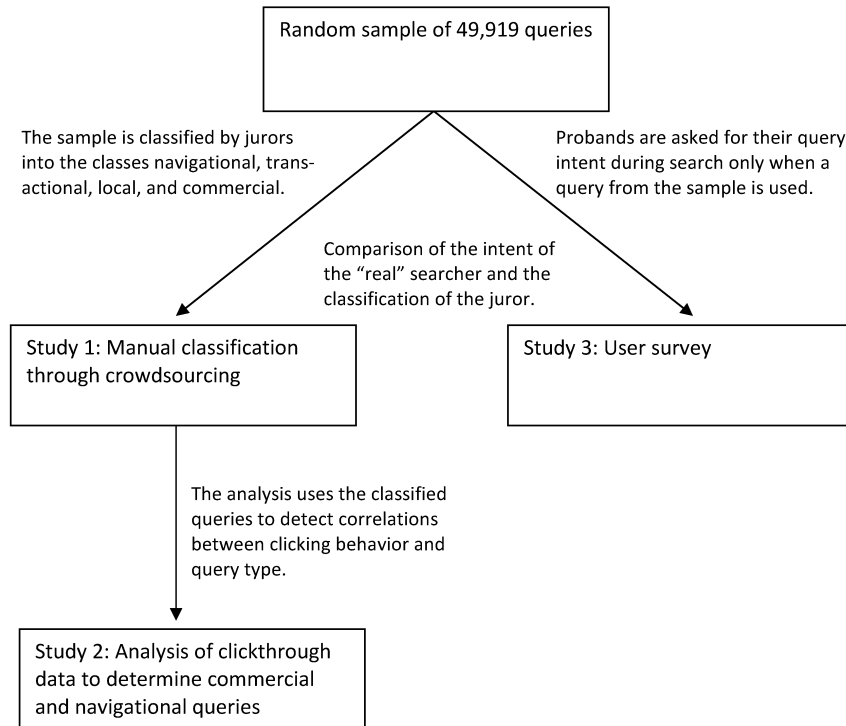 Random sample of 49,919 queries
The sample is classified by jurors
into the classes navigational, trans-
actional, local, and commercial.
Probands are asked for their query
intent during search only when a
query from the sample is used.
Comparison of the intent of
the “real” searcher and the
classification of the juror.
Study 1: Manual classification
through crowdsourcing
Study 3: User survey
The analysis uses the classified
queries to detect correlations
between clicking behavior and
query type.
Study 2: Analysis of clickthrough
data to determine commercial
and navigational queries